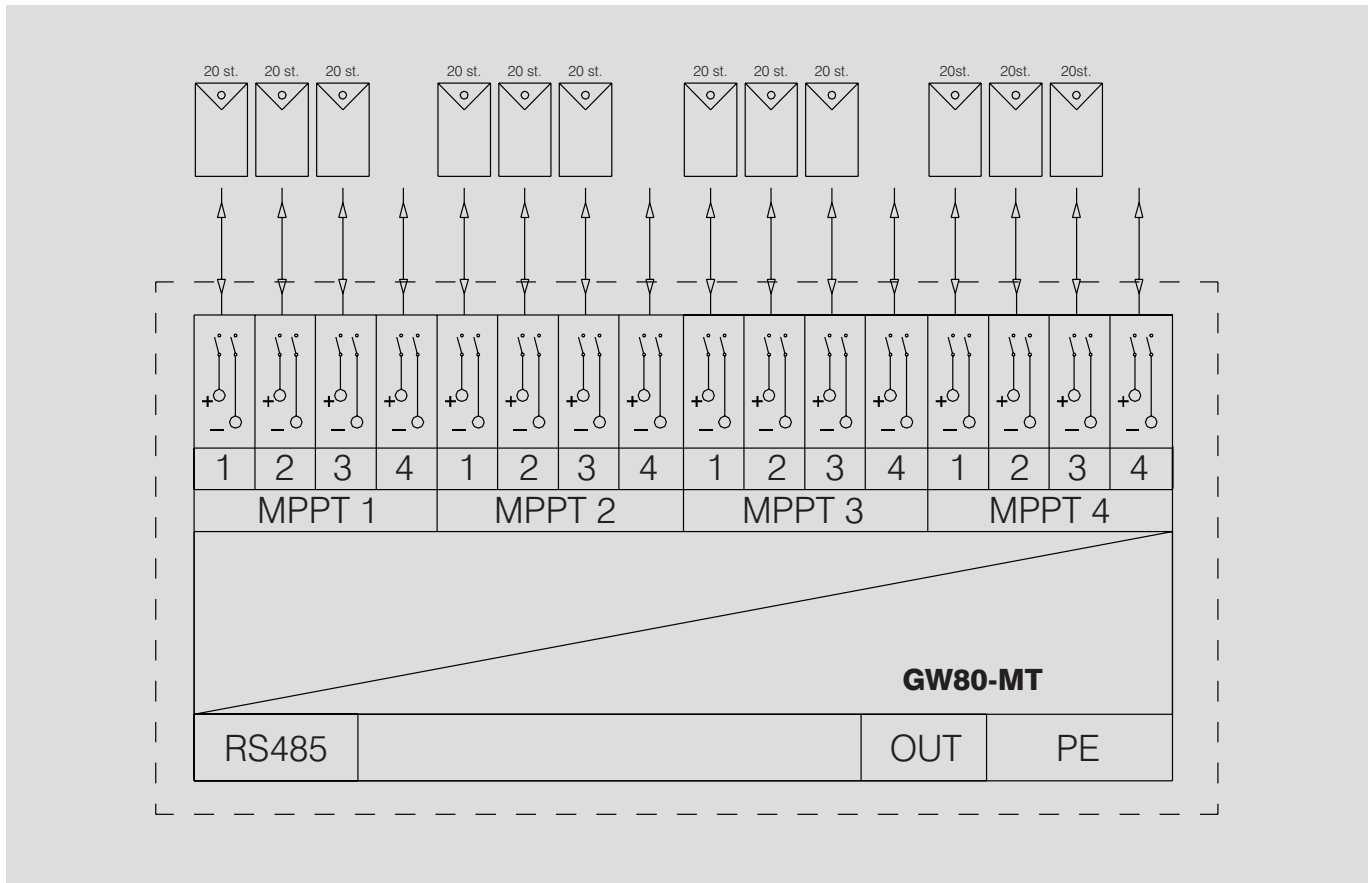 20 st. 20 st. 20 st. 20 st. 20 st. 20 st. 20 st. 20 st. 20 st. 20st. 20st. 20st.
+ + + + + + + + + + + + + + + +
– – – – – – – – – – – – – – – –
1 2 3 4 1 2 3 4 1 2 3 4 1 2 3 4
MPPT 1 MPPT 2 MPPT 3 MPPT 4
GW80-MT
RS485 OUT PE